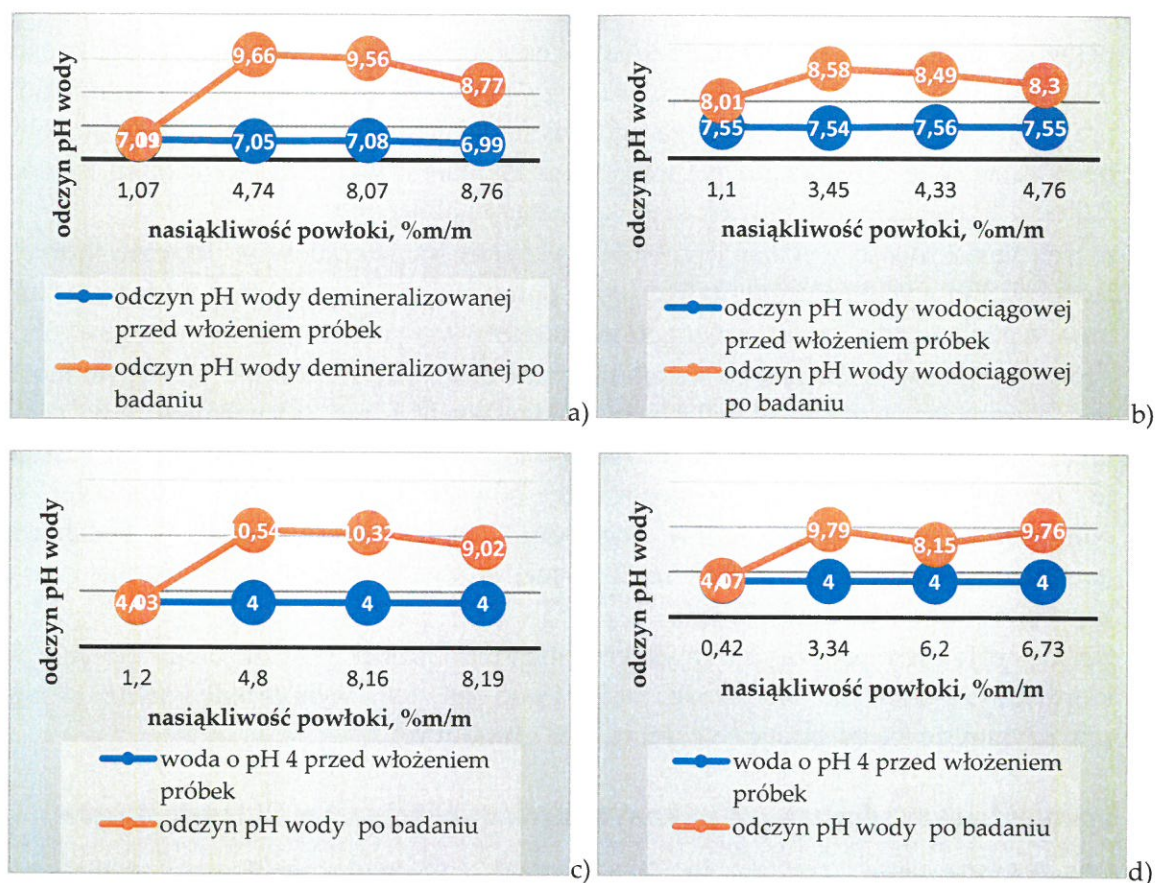 odczyn pH wody
9,66
9,56
8,77
7,05
7,08
6,99
1,07 4,74 8,07 8,76
nasiąkliwość powłoki, %m/m
odczyn pH wody demineralizowanej
przed włożeniem próbek
odczyn pH wody demineralizowanej po
badaniu
a)
odczyn pH wody
8,01
8,58
8,49
8,3
7,55
7,54
7,56
7,55
1,1 3,45 4,33 4,76
nasiąkliwość powłoki, %m/m
odczyn pH wody wodociągowej
przed włożeniem próbek
odczyn pH wody wodociągowej
po badaniu
b)
odczyn pH wody
10,54
10,32
9,02
4
4
4
1,2 4,8 8,16 8,19
nasiąkliwość powłoki, %m/m
woda o pH 4 przed włożeniem
próbek
odczyn pH wody po badaniu
c)
odczyn pH wody
9,79
8,15
9,76
4
4
4
0,42 3,34 6,2 6,73
nasiąkliwość powłoki, %m/m
woda o pH 4 przed włożeniem
próbek
odczyn pH wody po badaniu
d)